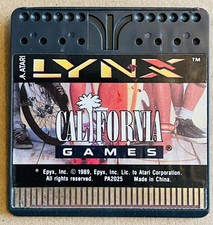 ATARI
LYNX™
CALIFORNIA
GAMES
Epyx, Inc. © 1989, Epyx, Inc. Lic. to Atari Corporation.
All rights reserved. PA2025 Made in China.